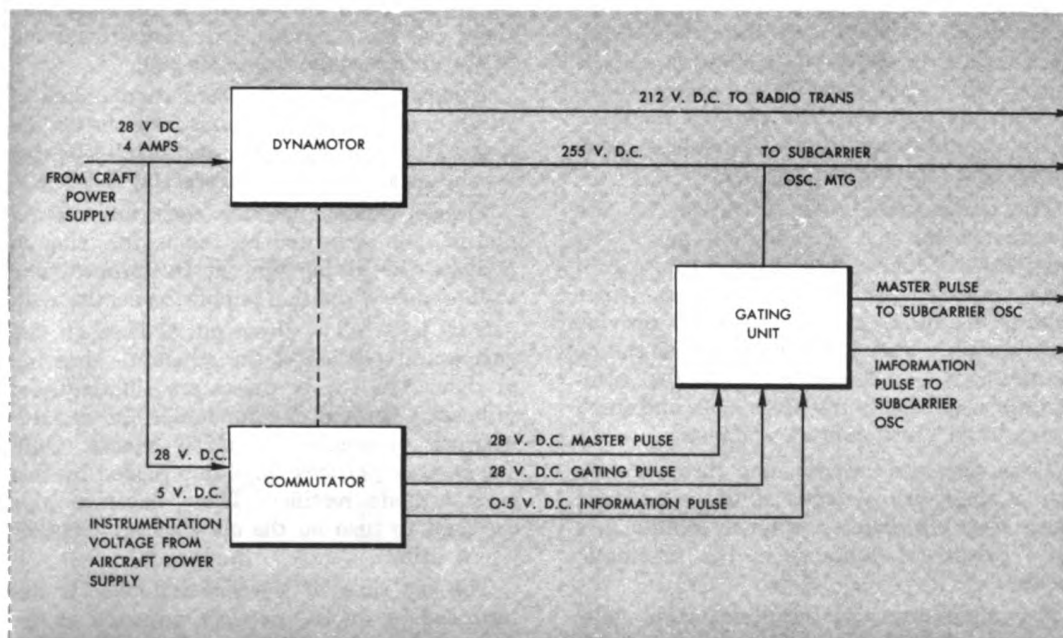 212 V. D.C. TO RADIO TRANS
28 V DC
4 AMPS
DYNAMOTOR
255 V. D.C.
TO SUBCARRIER
OSC. MTG
FROM CRAFT
POWER
SUPPLY
MASTER PULSE
TO SUBCARRIER OSC
GATING
UNIT
IMFORMATION
PULSE TO
SUBCARRIER
OSC
28 V. D.C.
28 V. D.C. MASTER PULSE
COMMUTATOR
28 V. D.C. GATING PULSE
5 V. D.C.
O-5 V. D.C. INFORMATION PULSE
INSTRUMENTATION
VOLTAGE FROM
AIRCRAFT POWER
SUPPLY